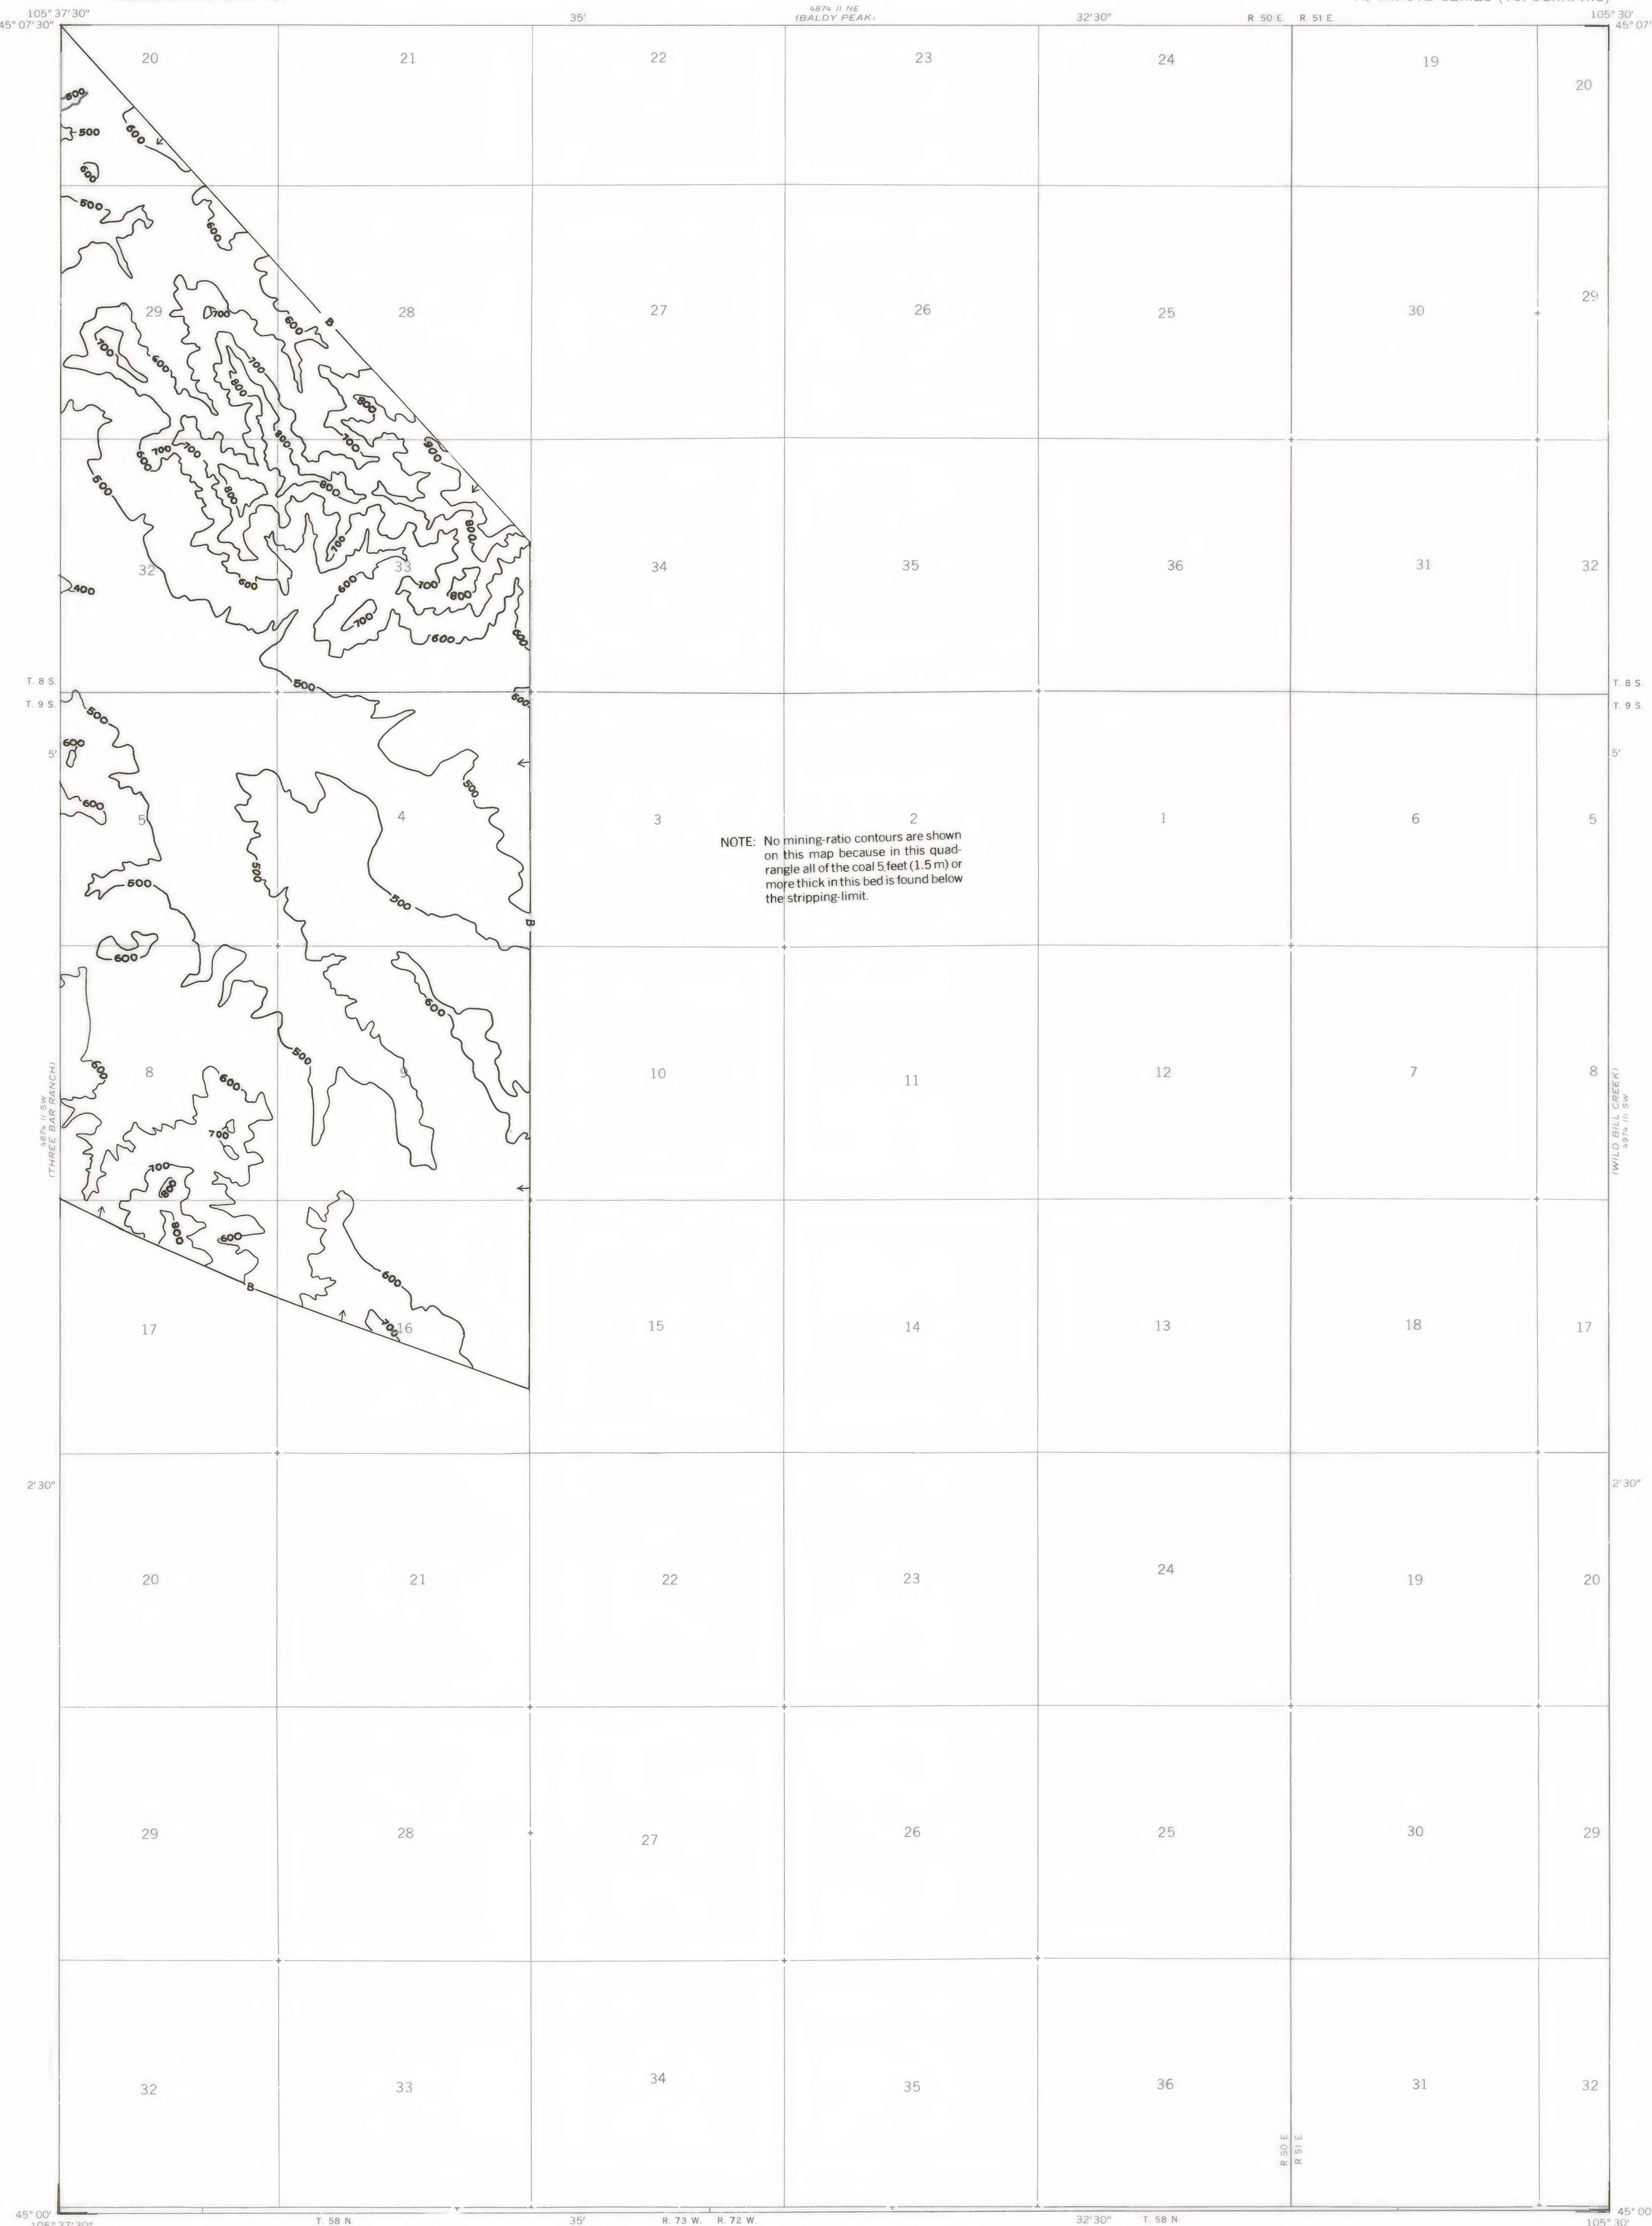 105° 37' 30"
35'
4874 II NE
(BALDY PEAK)
32'30"
R. 50 E. R. 51 E.
105° 30'
45° 07' 30"
45° 07'
20 21 22 23 24 19 20
500
600
500
600
500
600
29 28 27 26 25 30 29
700
600
B
700
600
700
800
800
900
800
700
600
700
700
500
800
800
700
32 33 34 35 36 31 32
400
600
600
700
800
700
600
600
T. 8 S.
T. 9 S.
500
600
T. 8 S.
T. 9 S.
500
600
5'
5'
600
500
5 4 3 2 1 6 5
NOTE: No mining-ratio contours are shown
on this map because in this quad-
rangle all of the coal 5 feet (1.5 m) or
more thick in this bed is found below
the stripping-limit.
500
500
500
B
600
600
500
8 9 10 11 12 7 8
600
600
4874 II SW
(THREE BAR RANCH)
(WILD BILL CREEK)
4974 III SW
700
700
800
800
600
600
B
700
17 16 15 14 13 18 17
2'30"
2'30"
20 21 22 23 24 19 20
29 28 27 26 25 30 29
32 33 34 35 36 31 32
R 50 E
R 51 E
45° 00'
45° 00'
T. 58 N.
35'
R. 73 W. R. 72 W.
32'30"
T. 58 N
105° 30'